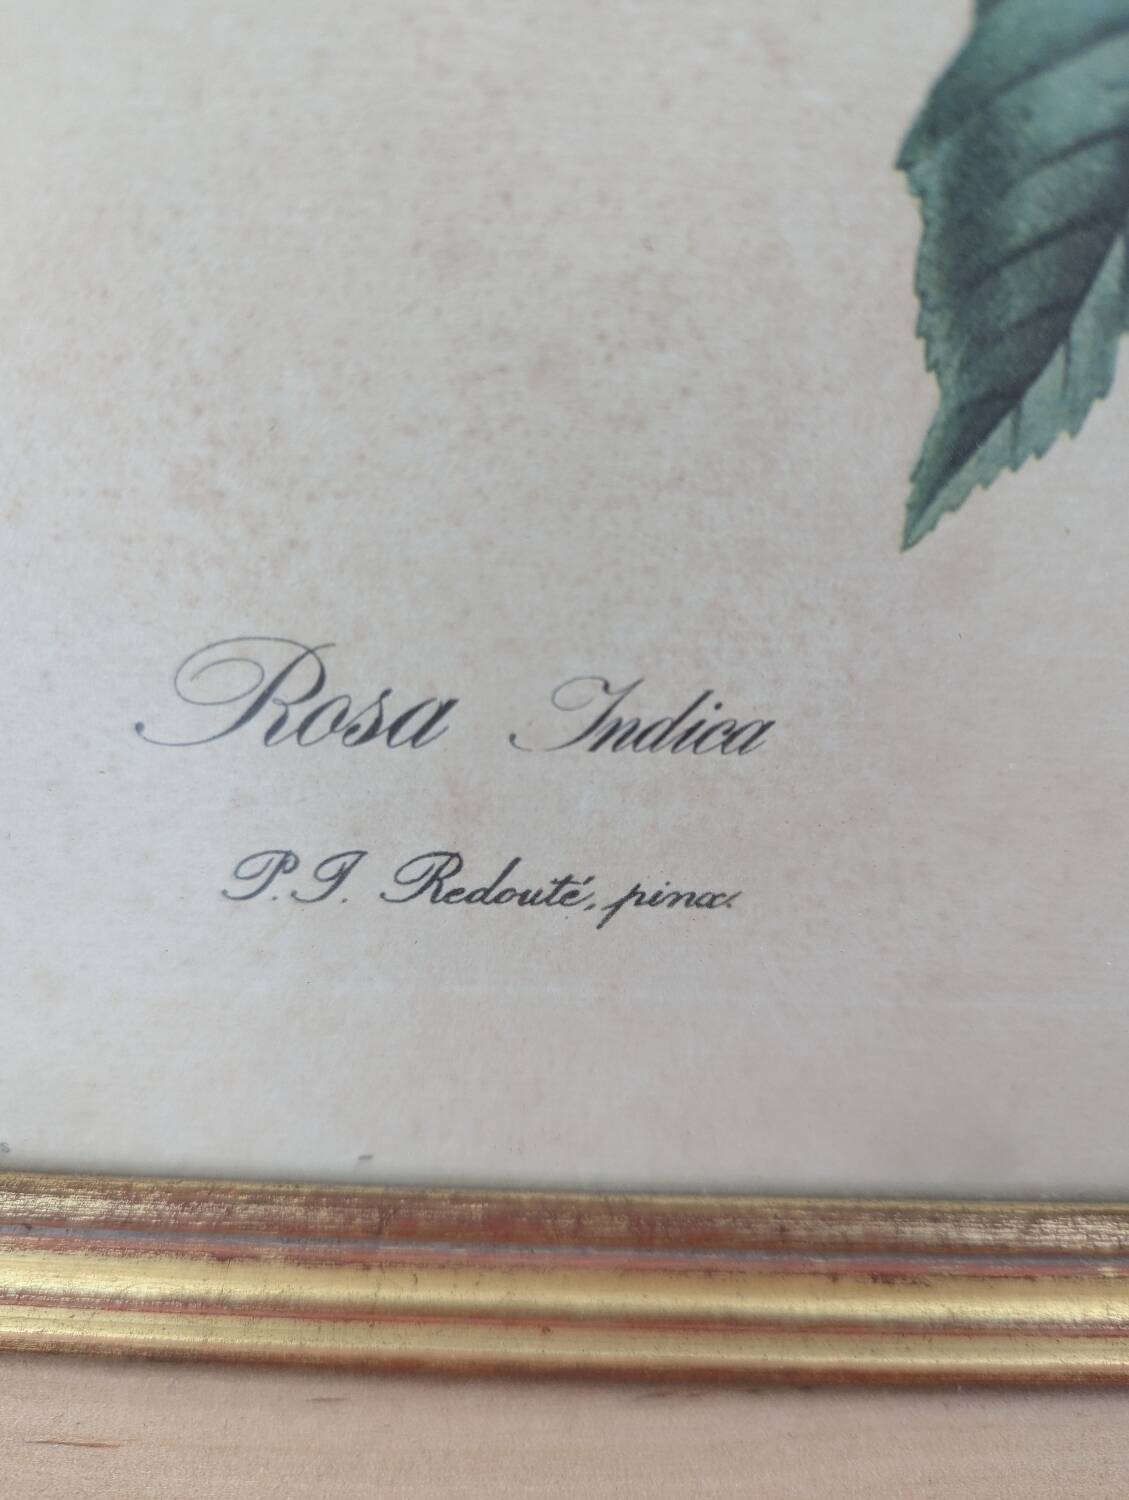 Rosa Indica
P. J. Redouté, pinx.